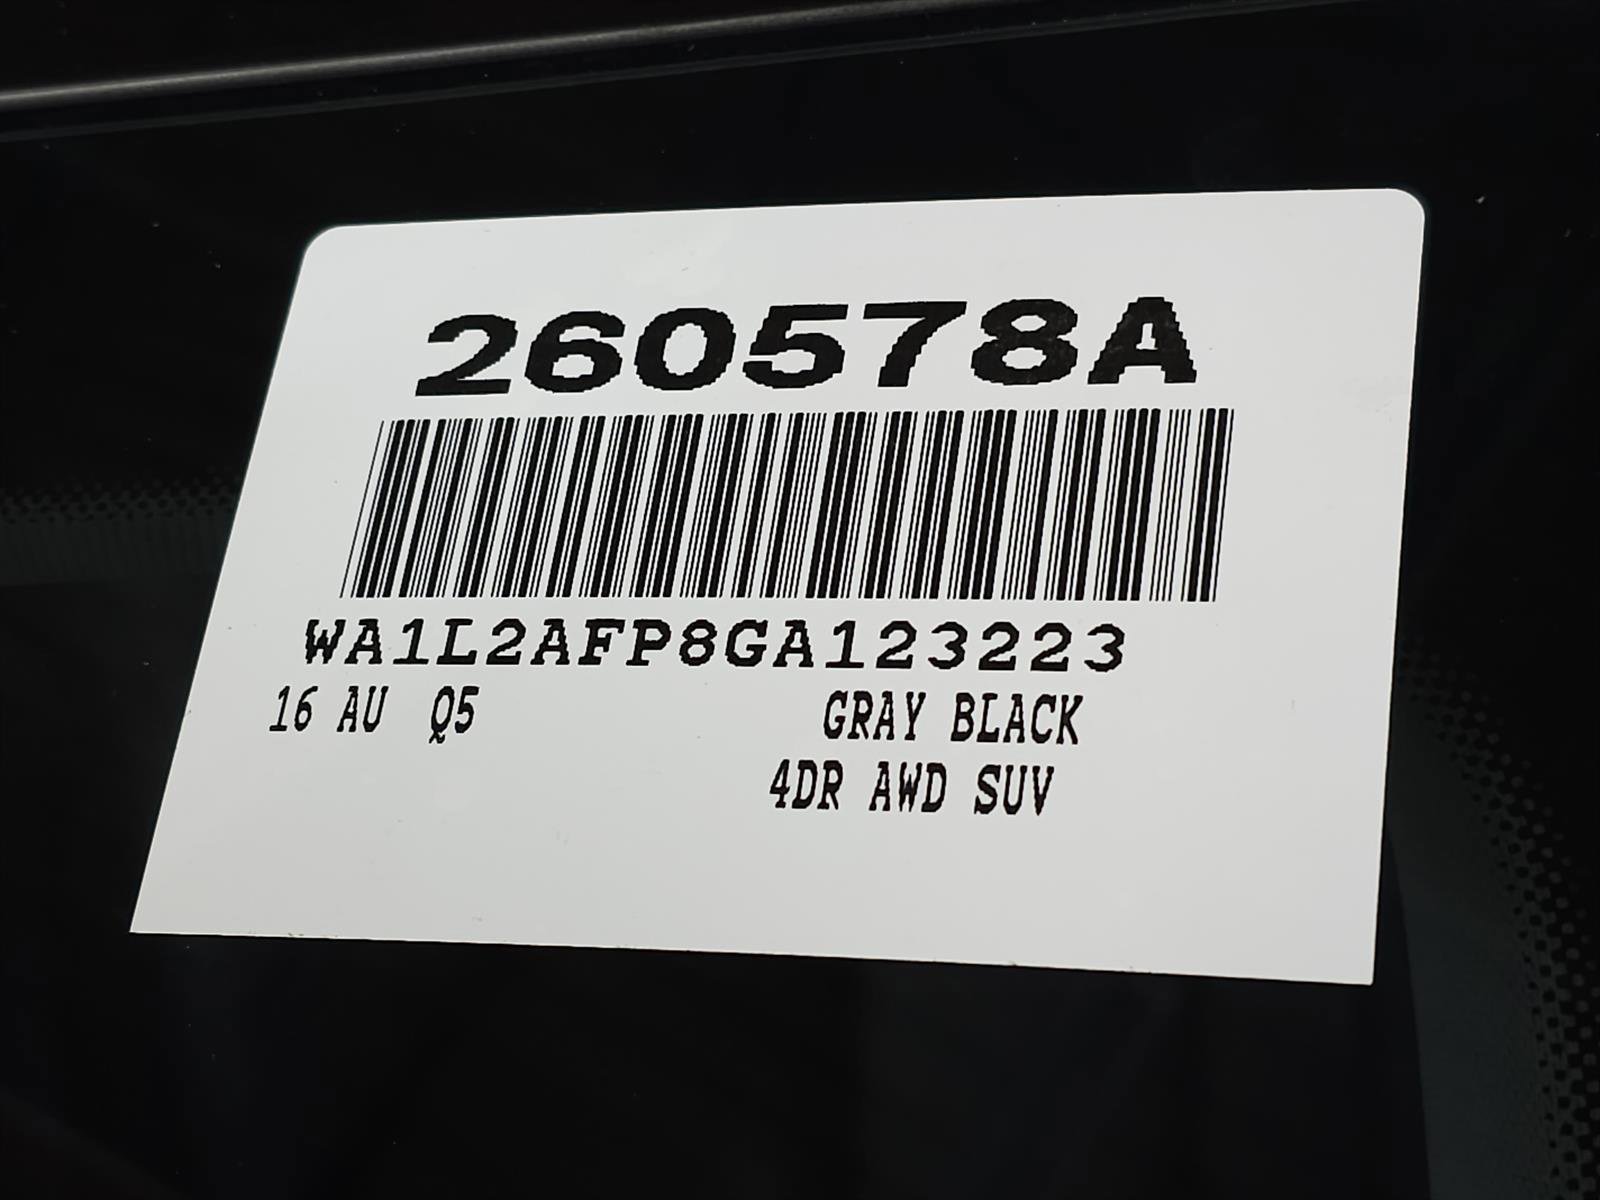 260578A
WA1L2AFP8GA123223
16 AU Q5 GRAY BLACK
4DR AWD SUV